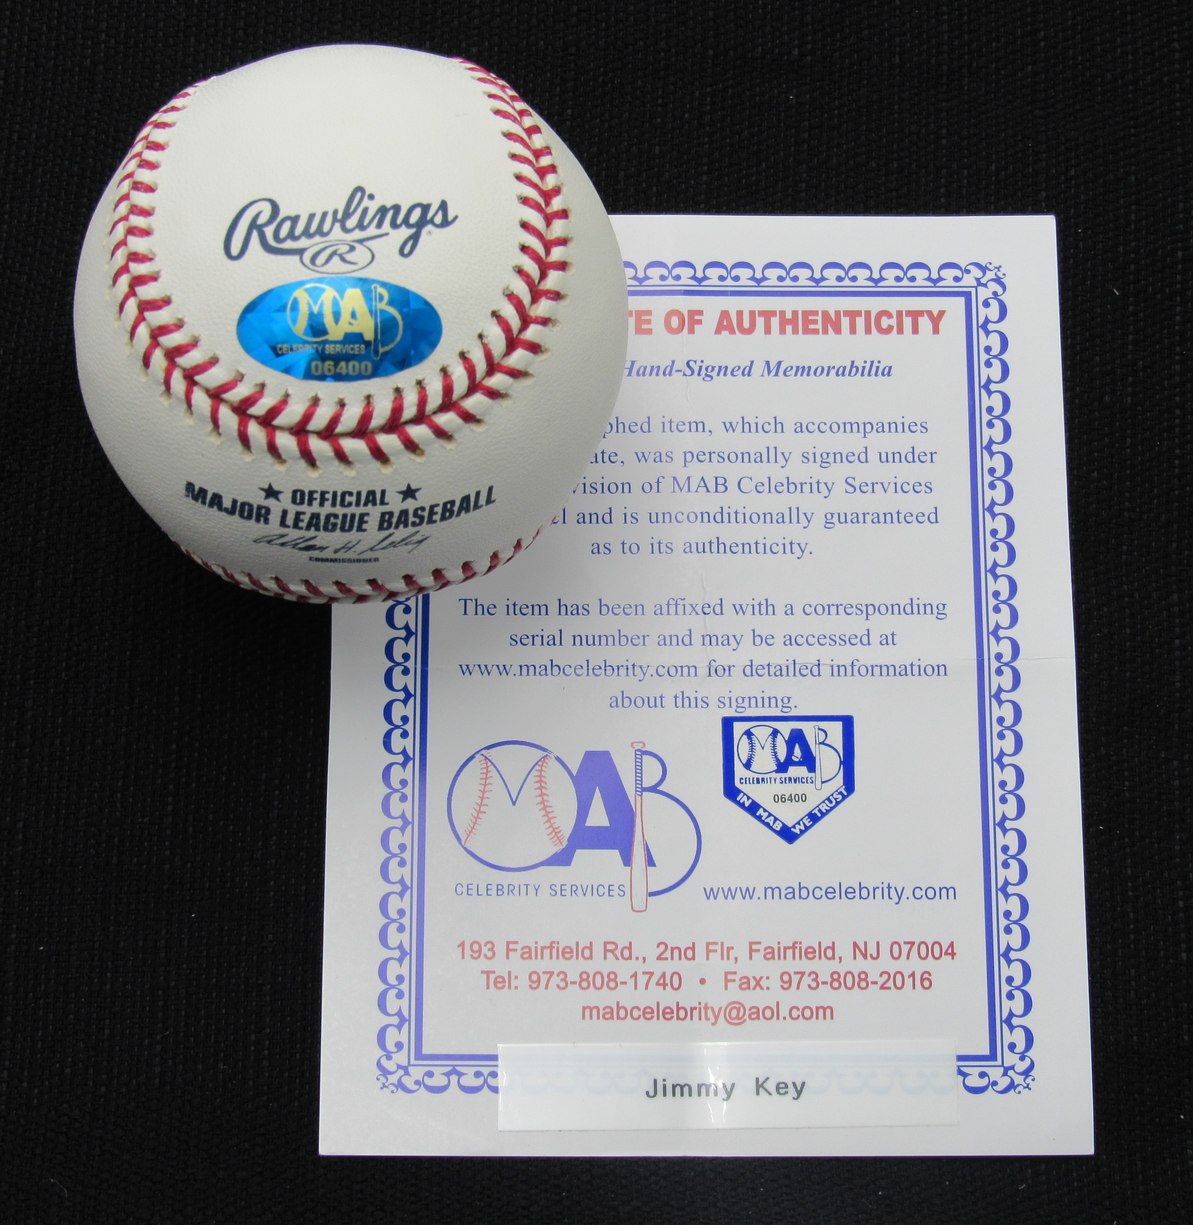 Rawlings
R
MAB
CELEBRITY SERVICES
06400
★ OFFICIAL ★
MAJOR LEAGUE BASEBALL
Allan H. Selig
COMMISSIONER
TE OF AUTHENTICITY
Hand-Signed Memorabilia
phed item, which accompanies
ate, was personally signed under
vision of MAB Celebrity Services
el and is unconditionally guaranteed
as to its authenticity.
The item has been affixed with a corresponding
serial number and may be accessed at
www.mabcelebrity.com for detailed information
about this signing.
MAB
CELEBRITY SERVICES
MAB
CELEBRITY SERVICES
06400
IN MAB WE TRUST
www.mabcelebrity.com
193 Fairfield Rd., 2nd Flr, Fairfield, NJ 07004
Tel: 973-808-1740 • Fax: 973-808-2016
mabcelebrity@aol.com
Jimmy Key